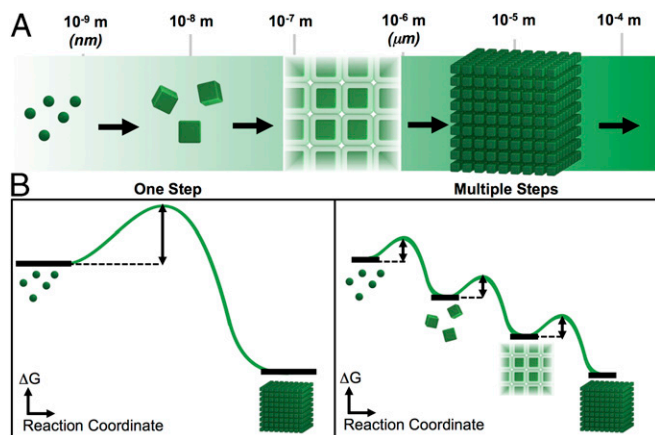 A
10⁻⁹ m 10⁻⁸ m 10⁻⁷ m 10⁻⁶ m 10⁻⁵ m 10⁻⁴ m
(nm) (μm)
B
One Step
Multiple Steps
ΔG
Reaction Coordinate
ΔG
Reaction Coordinate